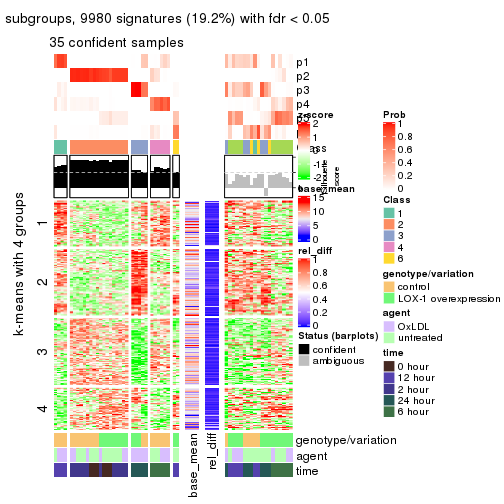 subgroups, 9980 signatures (19.2%) with fdr < 0.05
35 confident samples
p1
p2
p3
p4
p5
k-means with 4 groups
1
2
3
4
z-score
2
1
0
-1
-2
silhouette
score
base_mean
15
10
5
0
rel_diff
1
0.8
0.6
0.4
0.2
0
Status (barplots)
confident
ambiguous
Prob
1
0.8
0.6
0.4
0.2
0
Class
1
2
3
4
6
genotype/variation
control
LOX-1 overexpression
agent
OxLDL
untreated
time
0 hour
12 hour
2 hour
24 hour
6 hour
genotype/variation
agent
time
base_mean
rel_diff